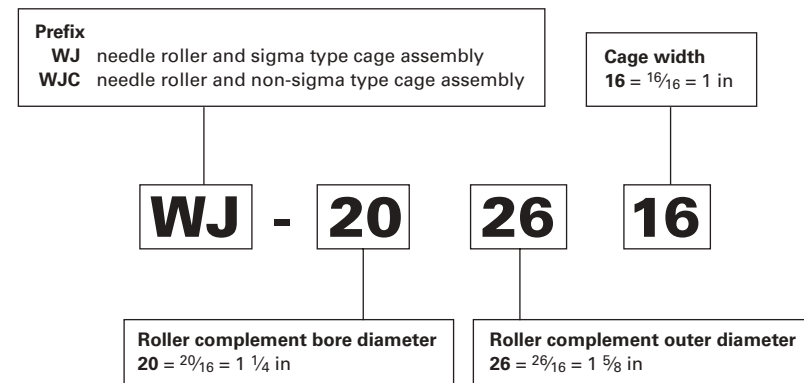 Prefix
WJ needle roller and sigma type cage assembly
WJC needle roller and non-sigma type cage assembly
Cage width
16 = 16/16 = 1 in
WJ - 20 26 16
Roller complement bore diameter
20 = 20/16 = 1 1/4 in
Roller complement outer diameter
26 = 26/16 = 1 5/8 in